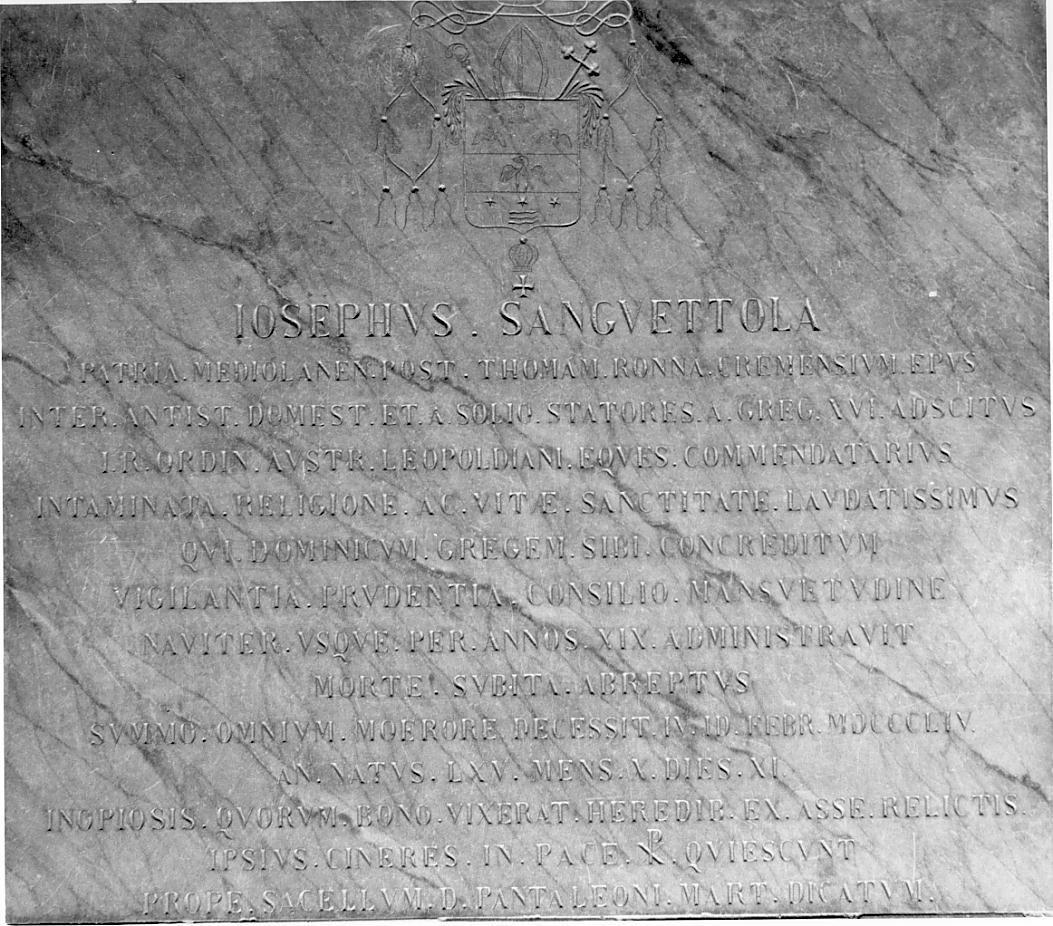 IOSEPHVS . SANGVETTOLA
PATRIA . MEDIOLANEN . POST . THOMAM . RONNA . CREMENSIVM . EPVS
INTER . ANTIST . DOMEST . ET . A . SOLIO . STATORES . A . GREG . XVI . ADSCITVS
I . R . ORDIN . AVSTR . LEOPOLDIANI . EQVES . COMMENDATARIVS
INTAMINATA . RELIGIONE . AC . VITÆ . SANCTITATE . LAVDATISSIMVS
QVI . DOMINICVM . GREGEM . SIBI . CONCREDITVM
VIGILANTIA . PRVDENTIA . CONSILIO . MANSVETVDINE
NAVITER . VSQVE . PER . ANNOS . XIX . ADMINISTRAVIT
MORTE . SVBITA . ABREPTVS
SVMMO . OMNIVM . MOERORE . DECESSIT . IV . ID . FEBR . MDCCCLIV .
AN . NATVS . LXV . MENS . X . DIES . XI .
INOPIOSIS . QVORVM . BONO . VIXERAT . HEREDIB . EX . ASSE . RELICTIS .
IPSIVS . CINERES . IN . PACE . ☧ . QVIESCVNT
PROPE . SACELLVM . D . PANTALEONI . MART . DICATVM .